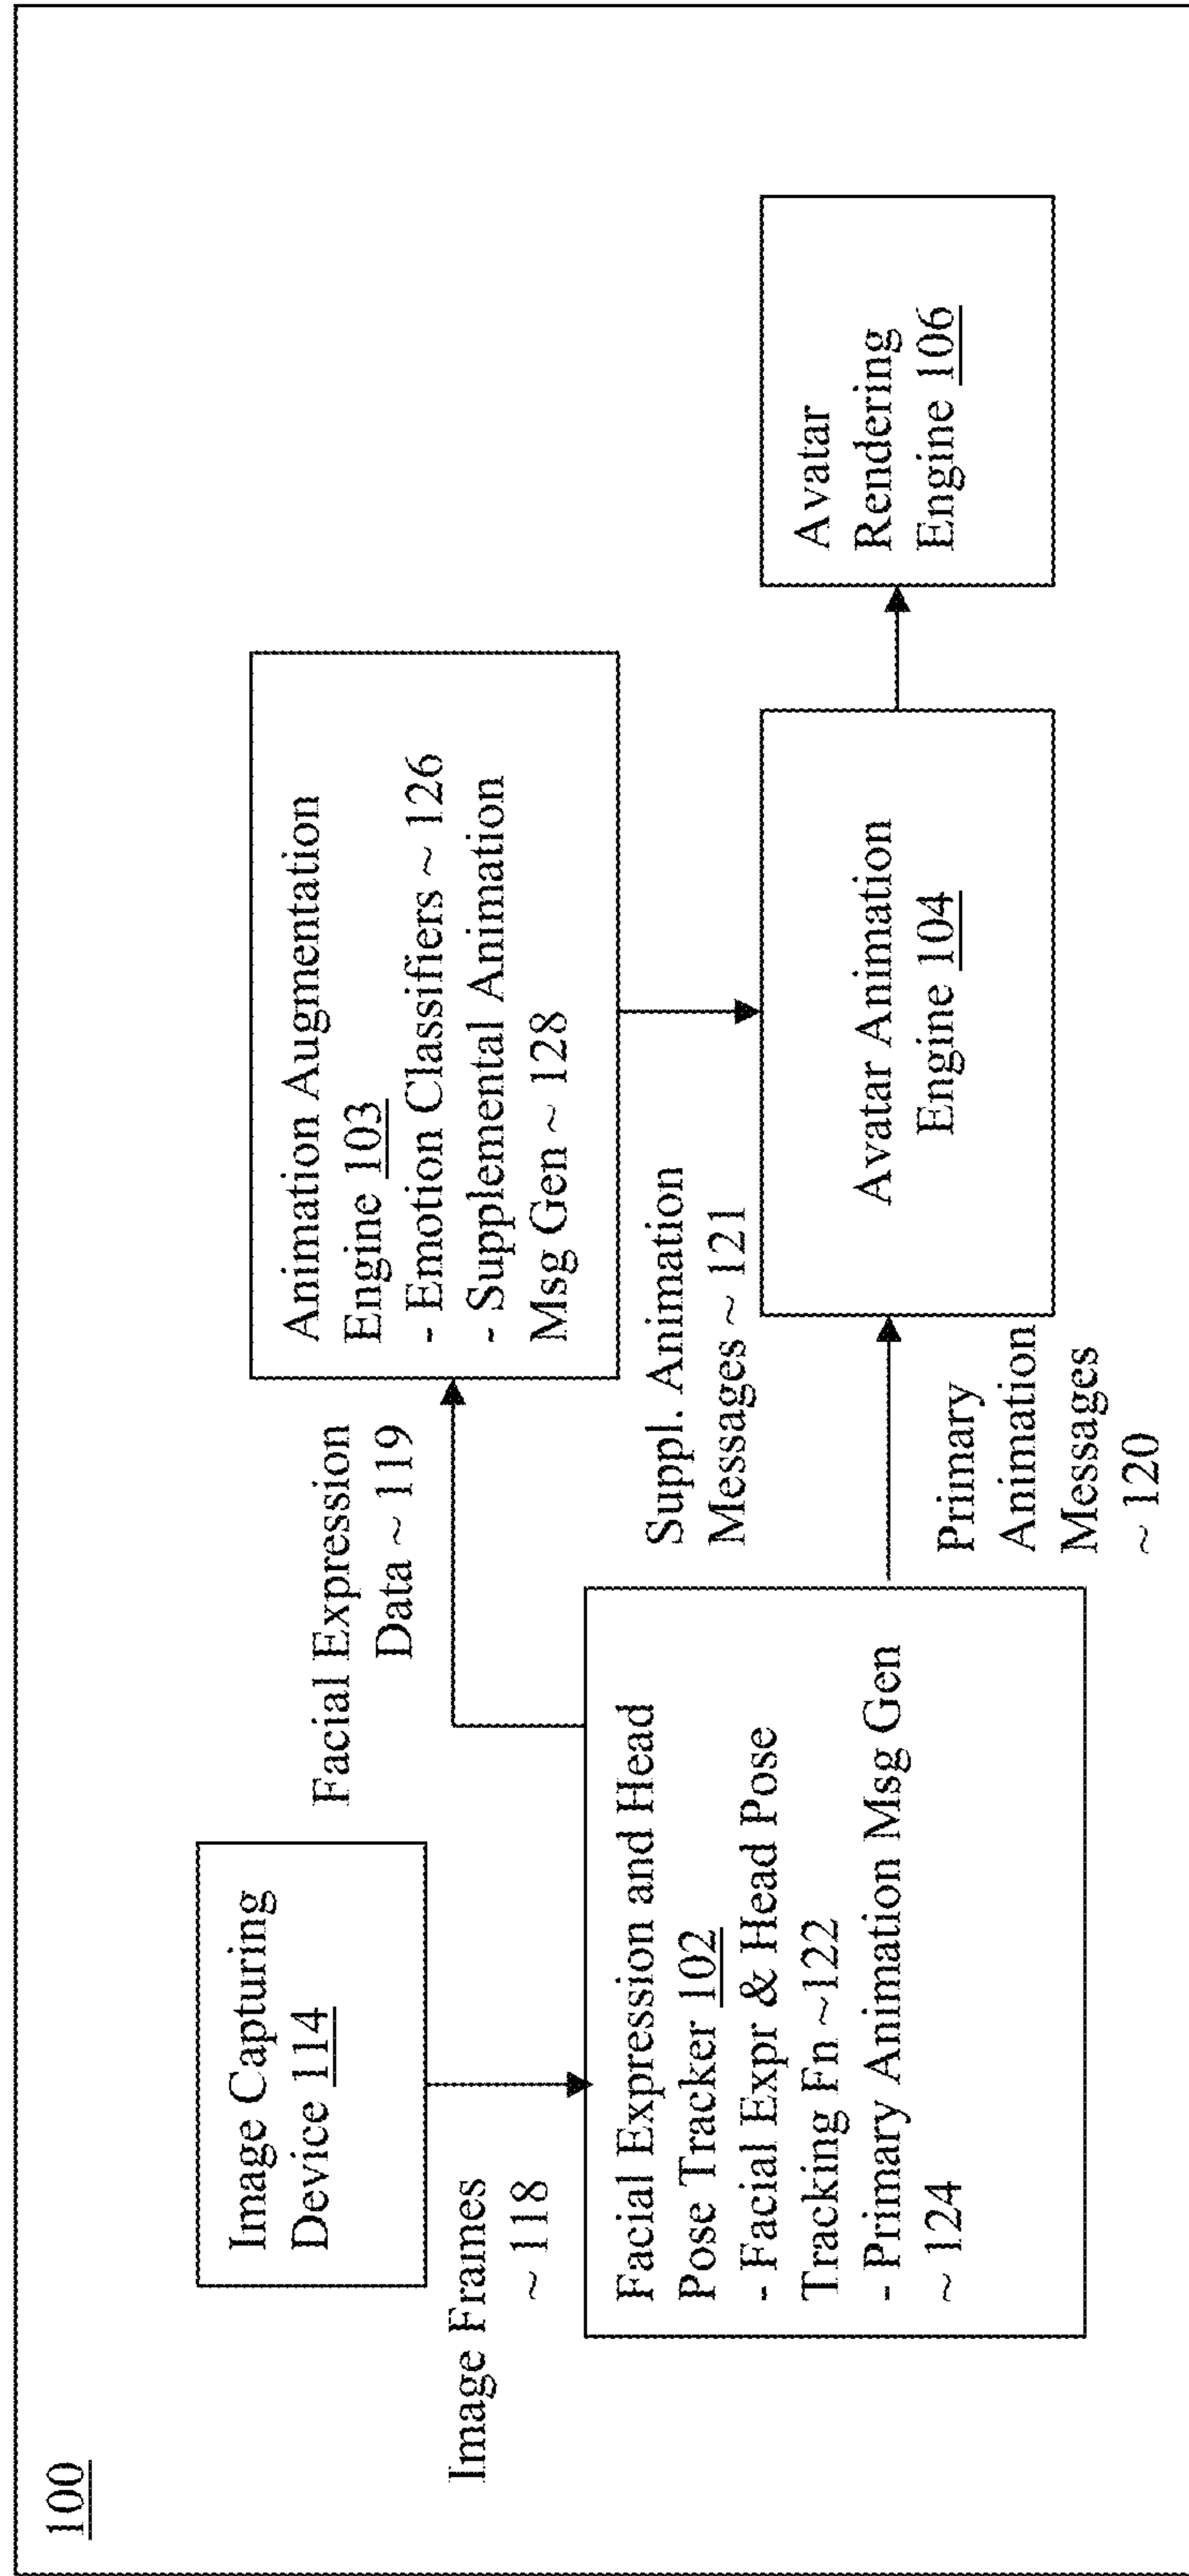 100
Image Capturing
Device 114
Image Frames
~ 118
Facial Expression and Head
Pose Tracker 102
- Facial Expr & Head Pose
Tracking Fn ~122
- Primary Animation Msg Gen
~ 124
Facial Expression
Data ~ 119
Animation Augmentation
Engine 103
- Emotion Classifiers ~ 126
- Supplemental Animation
Msg Gen ~ 128
Suppl. Animation
Messages ~ 121
Primary
Animation
Messages
~ 120
Avatar Animation
Engine 104
Avatar
Rendering
Engine 106